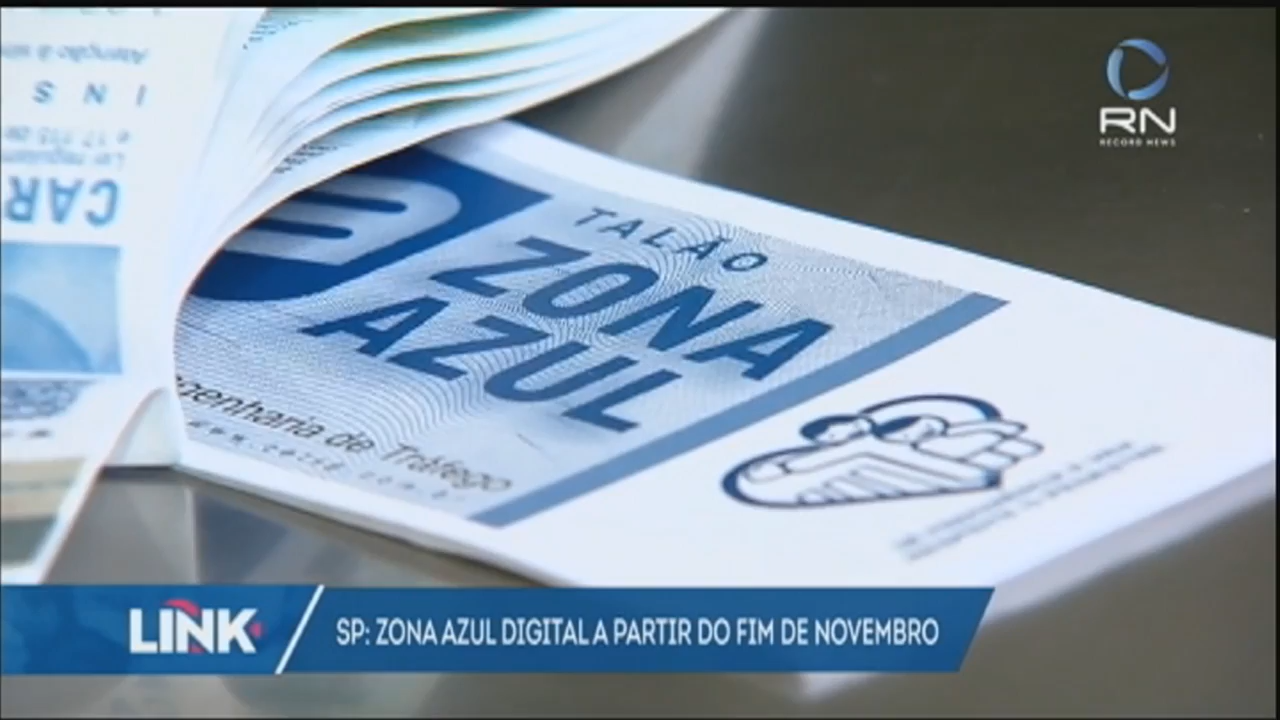 RN
RECORD NEWS
TALÃO
ZONA
AZUL
Engenharia de Tráfego
CAR
I N S
Atenção à
LINK
SP: ZONA AZUL DIGITAL A PARTIR DO FIM DE NOVEMBRO